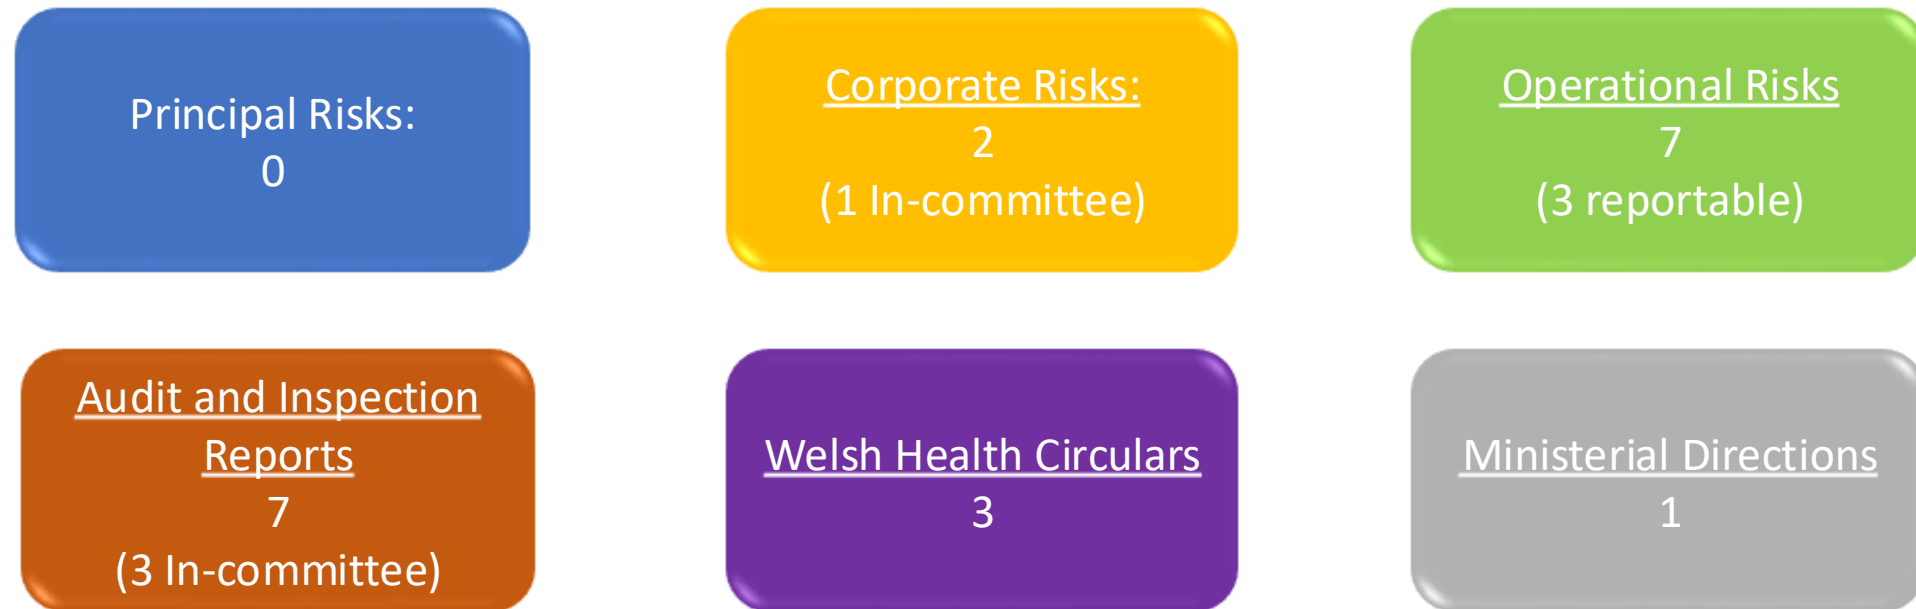 Principal Risks:
0
Corporate Risks:
2
(1 In-committee)
Operational Risks
7
(3 reportable)
Audit and Inspection
Reports
7
(3 In-committee)
Welsh Health Circulars
3
Ministerial Directions
1